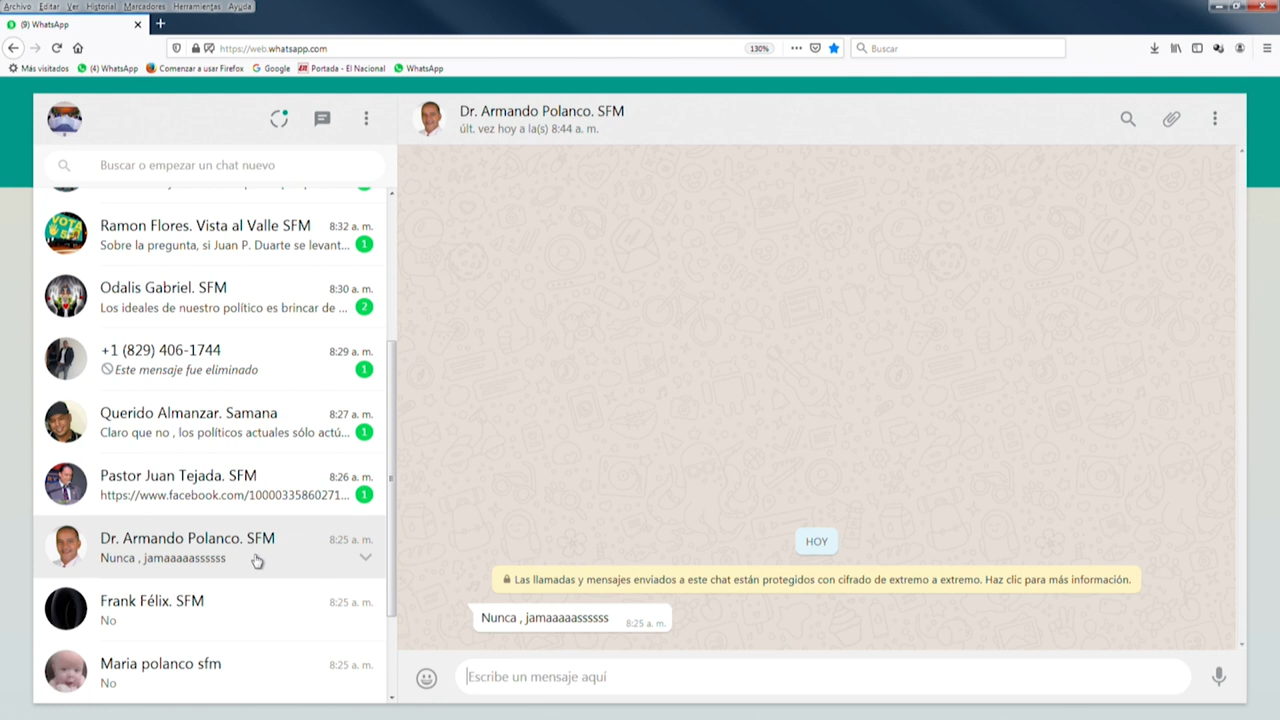 Archivo Editar Ver Historial Marcadores Herramientas Ayuda
(9) WhatsApp
https://web.whatsapp.com
130%
Buscar
Más visitados
(4) WhatsApp
Comenzar a usar Firefox
Google
Portada - El Nacional
WhatsApp
Buscar o empezar un chat nuevo
Ramon Flores. Vista al Valle SFM 8:32 a. m.
Sobre la pregunta, si Juan P. Duarte se levant... 1
Odalis Gabriel. SFM 8:30 a. m.
Los ideales de nuestro político es brincar de ... 2
+1 (829) 406-1744 8:29 a. m.
Este mensaje fue eliminado 1
Querido Almanzar. Samana 8:27 a. m.
Claro que no , los políticos actuales sólo actú... 1
Pastor Juan Tejada. SFM 8:26 a. m.
https://www.facebook.com/10000335860271... 1
Dr. Armando Polanco. SFM 8:25 a. m.
Nunca , jamaaaaassssss
Frank Félix. SFM 8:25 a. m.
No
Maria polanco sfm 8:25 a. m.
No
Dr. Armando Polanco. SFM
últ. vez hoy a la(s) 8:44 a. m.
HOY
Las llamadas y mensajes enviados a este chat están protegidos con cifrado de extremo a extremo. Haz clic para más información.
Nunca , jamaaaaassssss 8:25 a. m.
Escribe un mensaje aquí